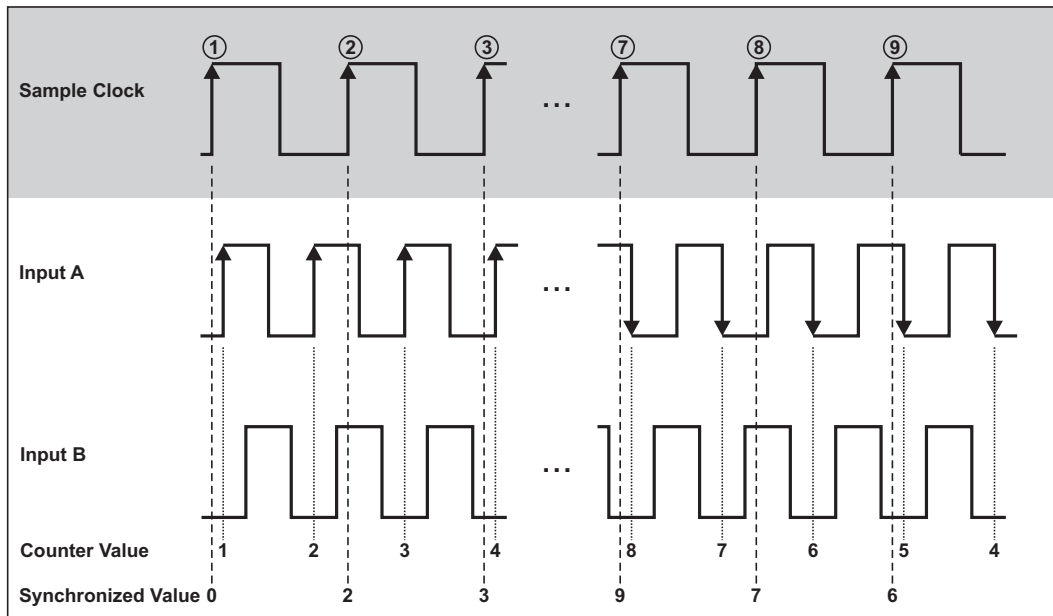 ① ② ③ ⑦ ⑧ ⑨
Sample Clock
...
Input A
...
Input B
...
Counter Value 1 2 3 4 8 7 6 5 4
Synchronized Value 0 2 3 9 7 6